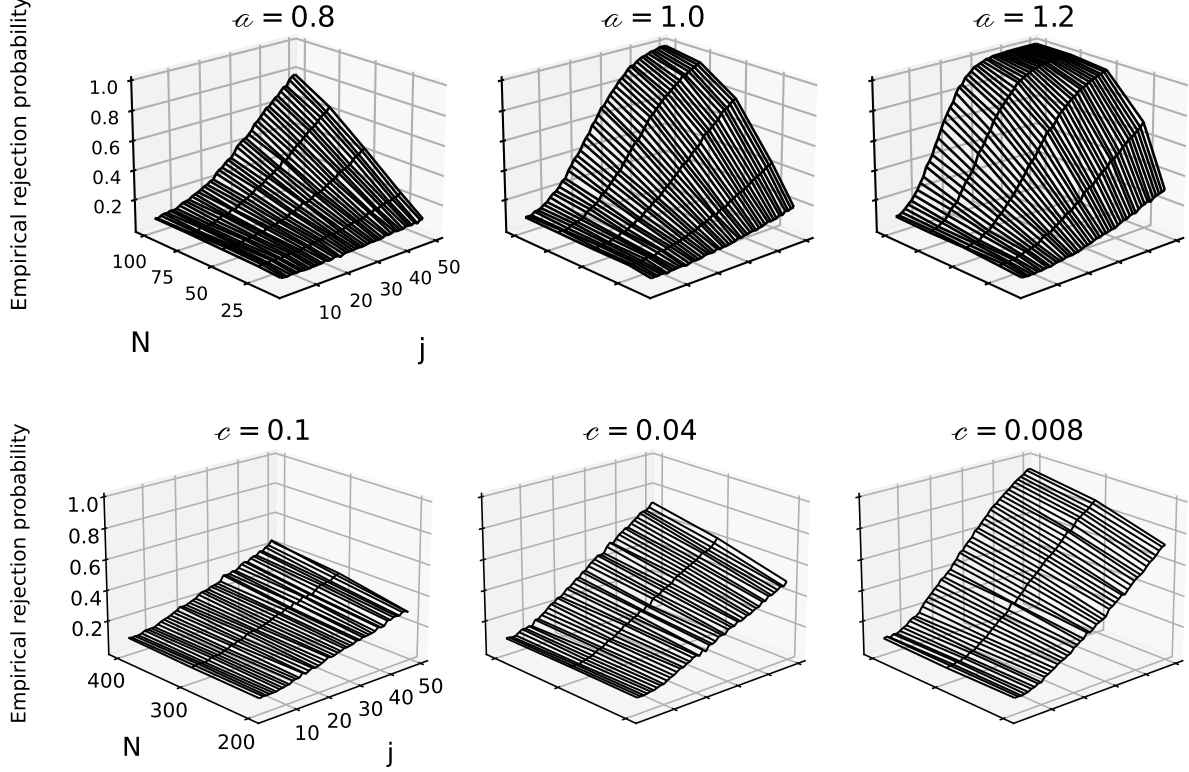 𝒶 = 0.8
𝒶 = 1.0
𝒶 = 1.2
Empirical rejection probability
1.0
0.8
0.6
0.4
0.2
100
75
50
25
10
20
30
40
50
N
j
𝒸 = 0.1
𝒸 = 0.04
𝒸 = 0.008
Empirical rejection probability
1.0
0.8
0.6
0.4
0.2
400
300
200
10
20
30
40
50
N
j